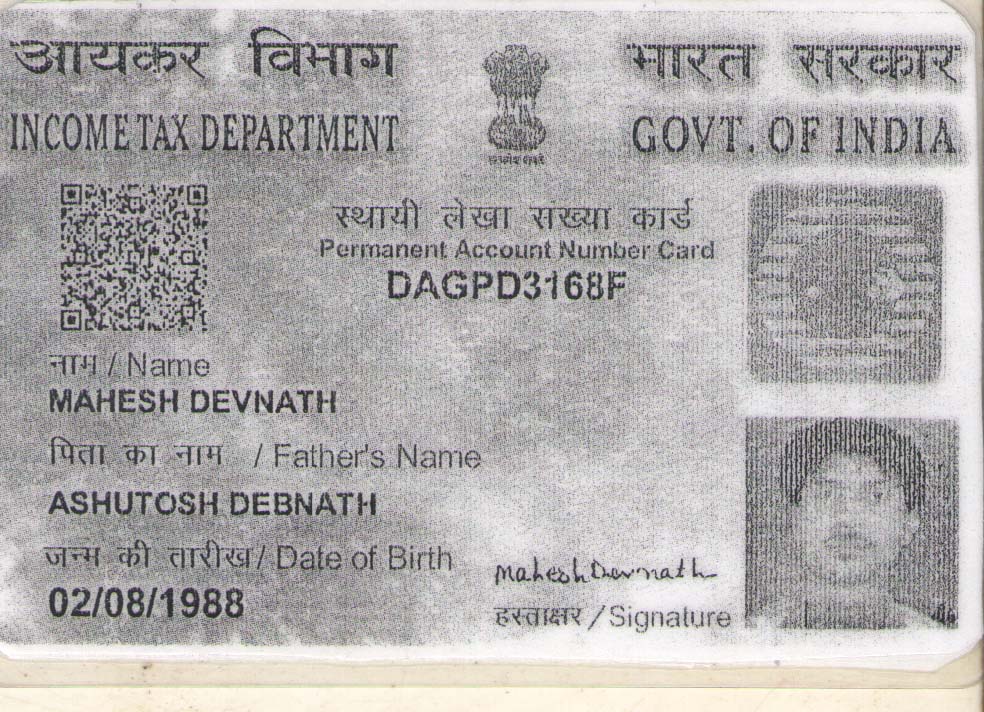 आयकर विभाग
भारत सरकार
INCOME TAX DEPARTMENT
GOVT. OF INDIA
स्थायी लेखा संख्या कार्ड
Permanent Account Number Card
DAGPD3168F
नाम / Name
MAHESH DEVNATH
पिता का नाम / Father's Name
ASHUTOSH DEBNATH
जन्म की तारीख / Date of Birth
02/08/1988
Mahesh Devnath
हस्ताक्षर / Signature